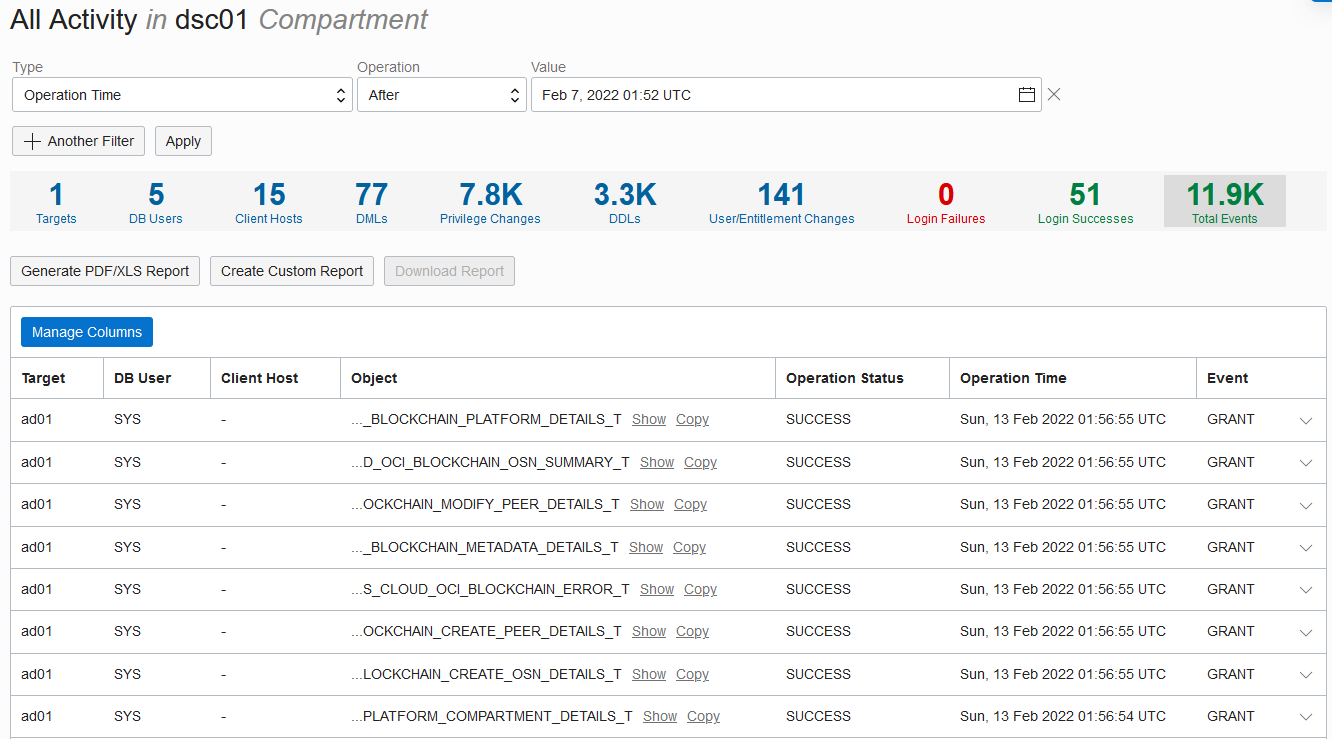 All Activity in dsc01 Compartment
Type Operation Value
Operation Time After Feb 7, 2022 01:52 UTC
Another Filter Apply
1 5 15 77 7.8K 3.3K 141 0 51 11.9K
Targets DB Users Client Hosts DMLs Privilege Changes DDLs User/Entitlement Changes Login Failures Login Successes Total Events
Generate PDF/XLS Report Create Custom Report Download Report
Manage Columns
Target DB User Client Host Object Operation Status Operation Time Event
ad01 SYS - ..._BLOCKCHAIN_PLATFORM_DETAILS_T Show Copy SUCCESS Sun, 13 Feb 2022 01:56:55 UTC GRANT
ad01 SYS - ...D_OCI_BLOCKCHAIN_OSN_SUMMARY_T Show Copy SUCCESS Sun, 13 Feb 2022 01:56:55 UTC GRANT
ad01 SYS - ...OCKCHAIN_MODIFY_PEER_DETAILS_T Show Copy SUCCESS Sun, 13 Feb 2022 01:56:55 UTC GRANT
ad01 SYS - ..._BLOCKCHAIN_METADATA_DETAILS_T Show Copy SUCCESS Sun, 13 Feb 2022 01:56:55 UTC GRANT
ad01 SYS - ...S_CLOUD_OCI_BLOCKCHAIN_ERROR_T Show Copy SUCCESS Sun, 13 Feb 2022 01:56:55 UTC GRANT
ad01 SYS - ...OCKCHAIN_CREATE_PEER_DETAILS_T Show Copy SUCCESS Sun, 13 Feb 2022 01:56:55 UTC GRANT
ad01 SYS - ...LOCKCHAIN_CREATE_OSN_DETAILS_T Show Copy SUCCESS Sun, 13 Feb 2022 01:56:55 UTC GRANT
ad01 SYS - ...PLATFORM_COMPARTMENT_DETAILS_T Show Copy SUCCESS Sun, 13 Feb 2022 01:56:54 UTC GRANT